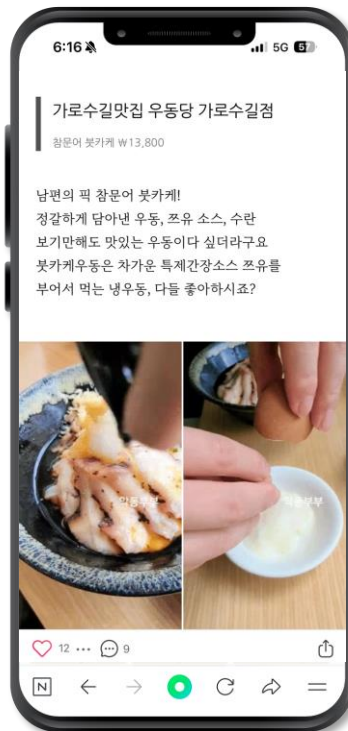 6:16
5G 57
가로수길맛집 우동당 가로수길점
참문어 붓카케 ₩13,800
남편의 픽 참문어 붓카케!
정갈하게 담아낸 우동, 쯔유 소스, 수란
보기만해도 맛있는 우동이다 싶더라구요
붓카케우동은 차가운 특제간장소스 쯔유를
부어서 먹는 냉우동, 다들 좋아하시죠?
12 ··· 9
N